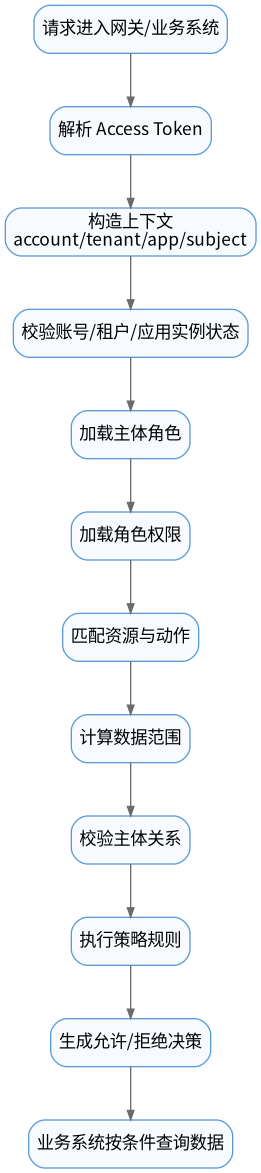 请求进入网关/业务系统
解析 Access Token
构造上下文
account/tenant/app/subject
校验账号/租户/应用实例状态
加载主体角色
加载角色权限
匹配资源与动作
计算数据范围
校验主体关系
执行策略规则
生成允许/拒绝决策
业务系统按条件查询数据